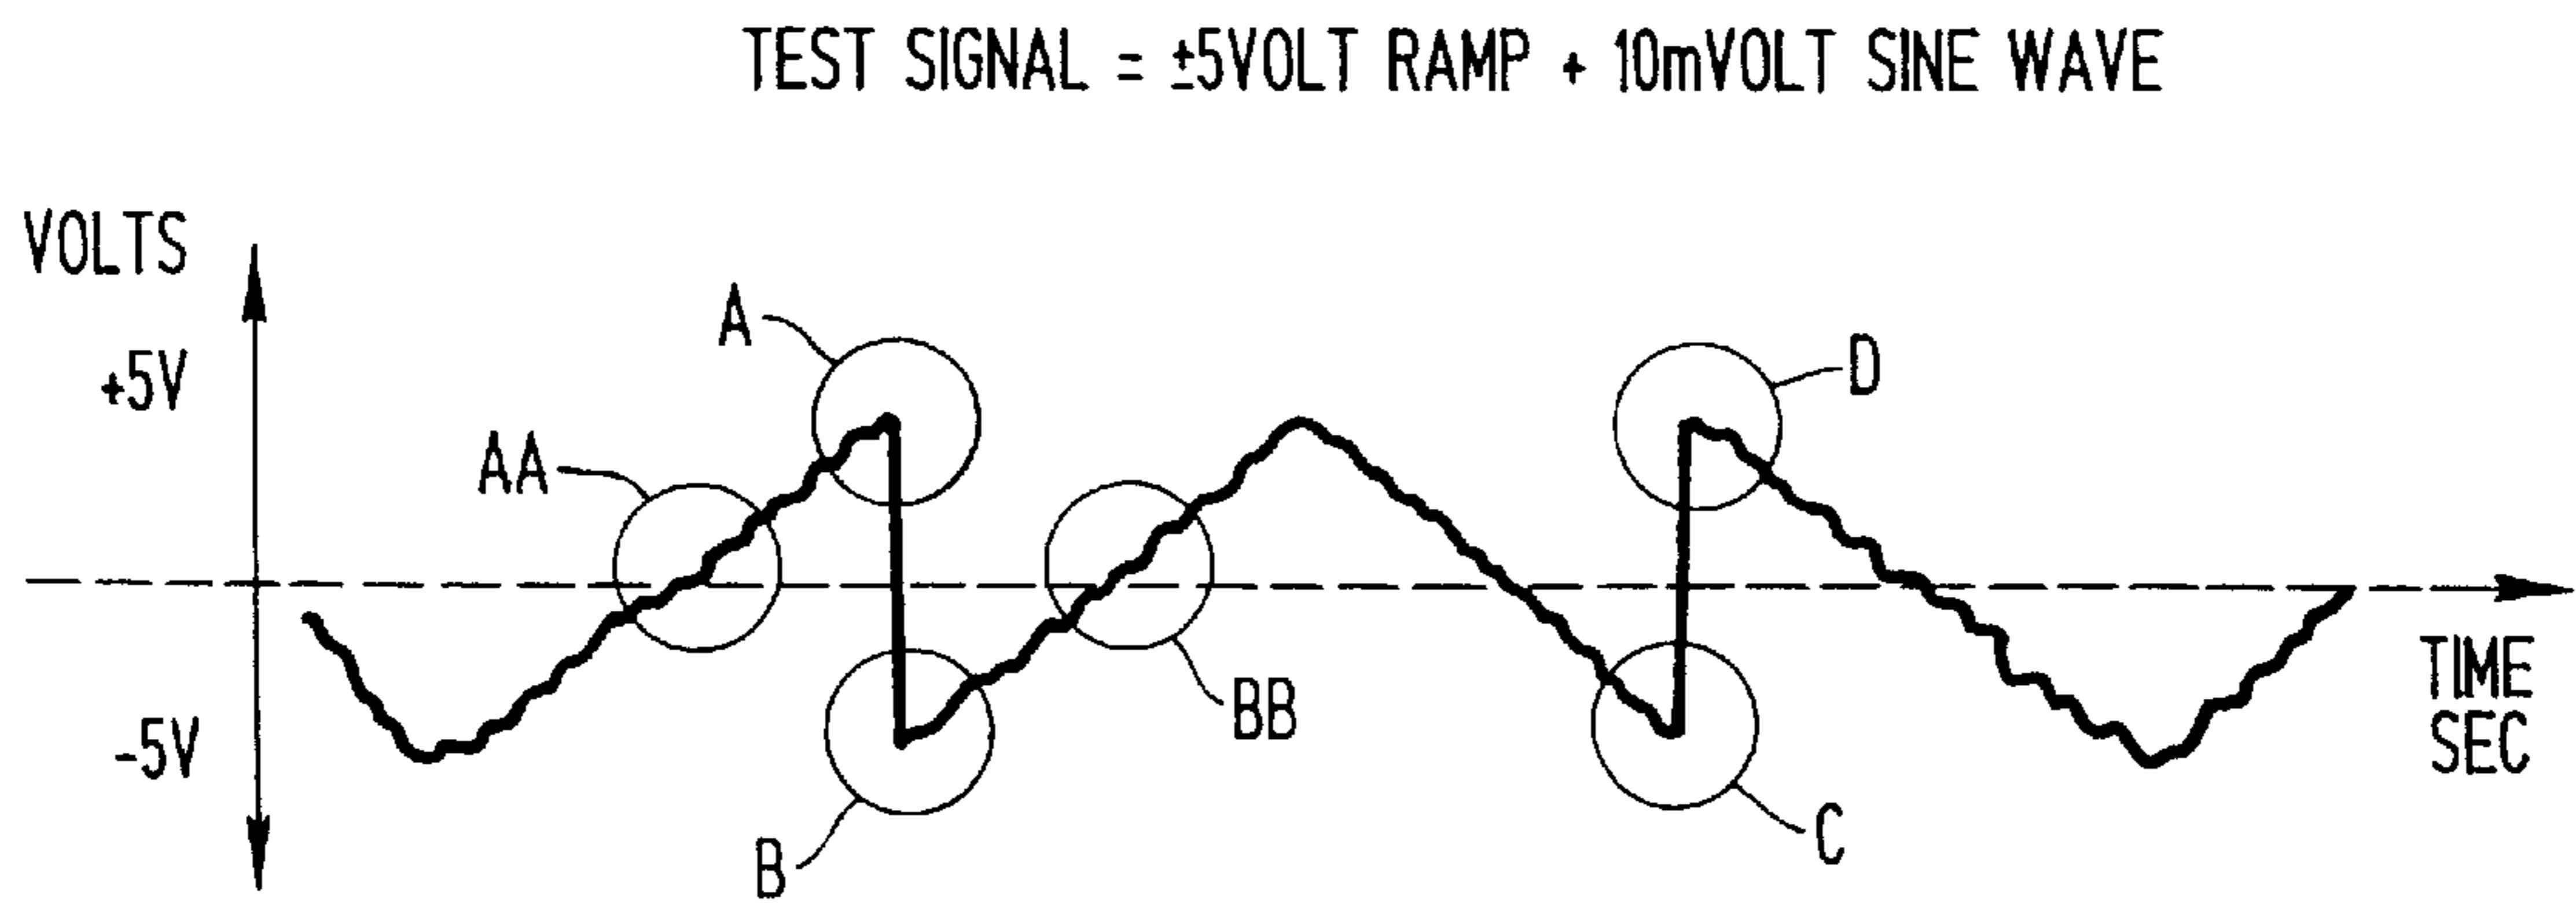 TEST SIGNAL = ±5VOLT RAMP + 10mVOLT SINE WAVE
VOLTS
+5V
A
D
AA
-5V
BB
TIME
SEC
B
C